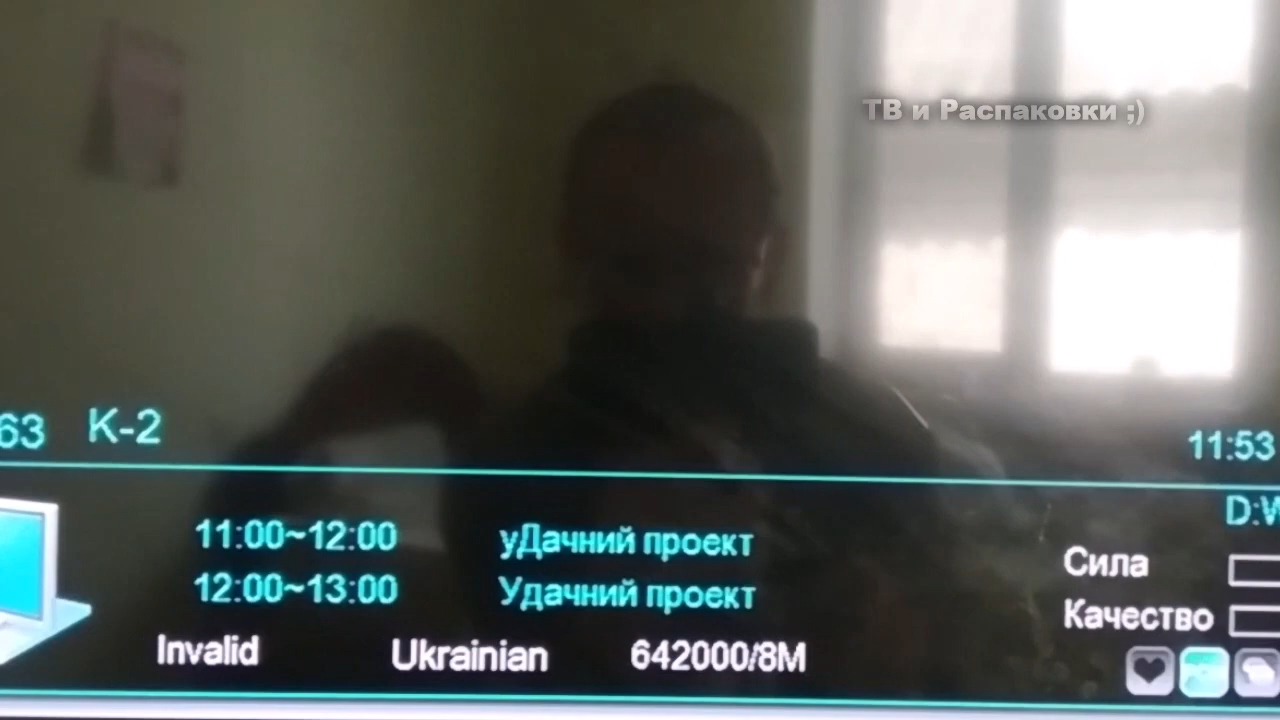 ТВ и Распаковки ;)
63 K-2
11:53
D:W
11:00~12:00 уДачний проект
12:00~13:00 Удачний проект
Сила
Качество
Invalid Ukrainian 642000/8M